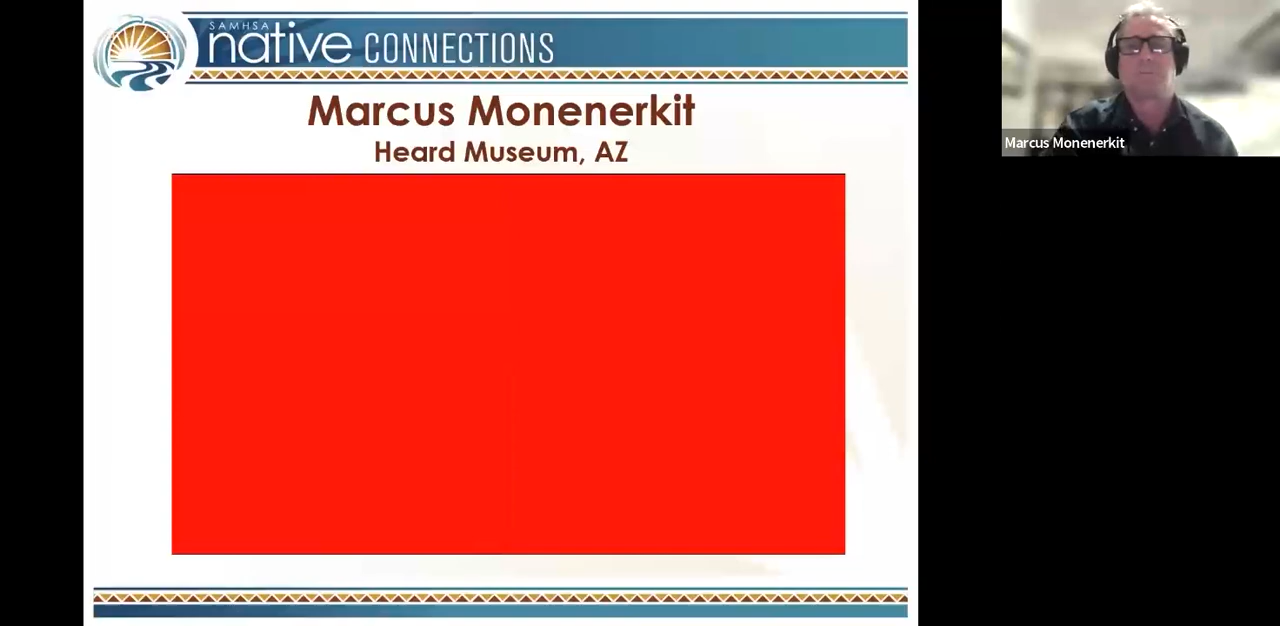 SAMHSA
native CONNECTIONS
Marcus Monenerkit
Heard Museum, AZ
Marcus Monenerkit